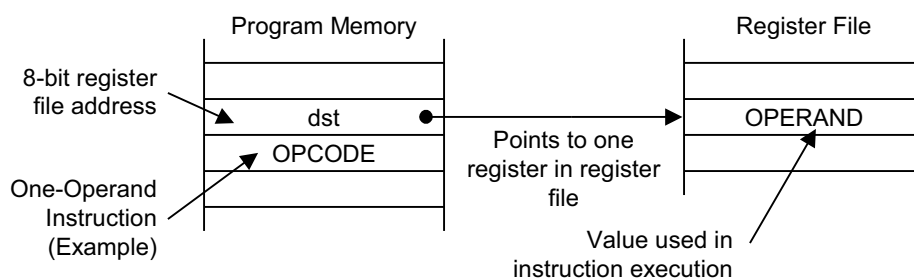 Program Memory
Register File
8-bit register
file address
dst
OPERAND
OPCODE
Points to one
register in register
file
One-Operand
Instruction
(Example)
Value used in
instruction execution